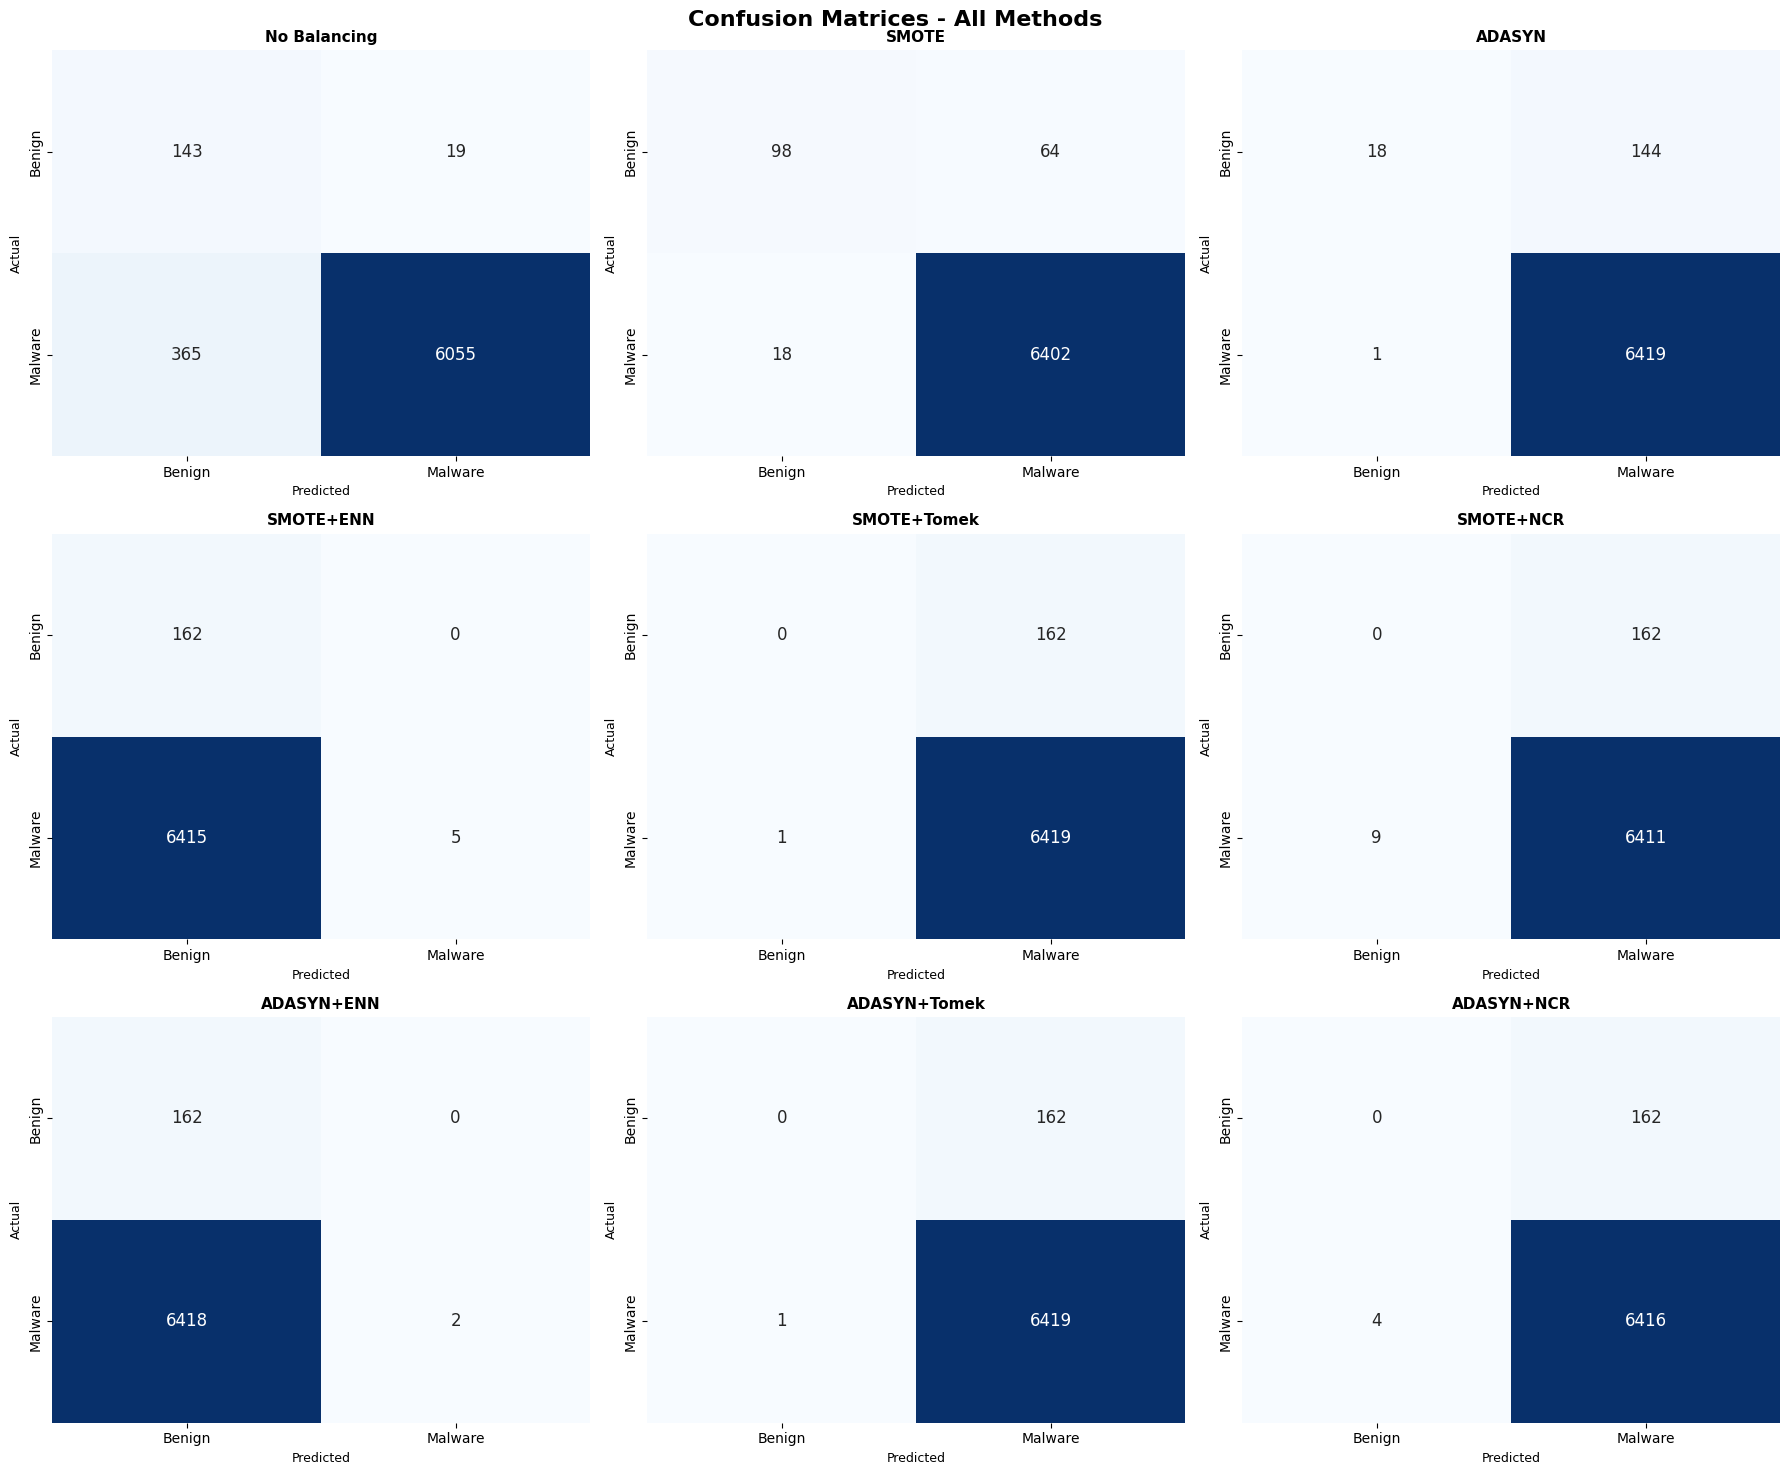 Confusion Matrices - All Methods
No Balancing
Benign
143
19
Actual
Malware
365
6055
Benign
Malware
Predicted
SMOTE
Benign
98
64
Actual
Malware
18
6402
Benign
Malware
Predicted
ADASYN
Benign
18
144
Actual
Malware
1
6419
Benign
Malware
Predicted
SMOTE+ENN
Benign
162
0
Actual
Malware
6415
5
Benign
Malware
Predicted
SMOTE+Tomek
Benign
0
162
Actual
Malware
1
6419
Benign
Malware
Predicted
SMOTE+NCR
Benign
0
162
Actual
Malware
9
6411
Benign
Malware
Predicted
ADASYN+ENN
Benign
162
0
Actual
Malware
6418
2
Benign
Malware
Predicted
ADASYN+Tomek
Benign
0
162
Actual
Malware
1
6419
Benign
Malware
Predicted
ADASYN+NCR
Benign
0
162
Actual
Malware
4
6416
Benign
Malware
Predicted